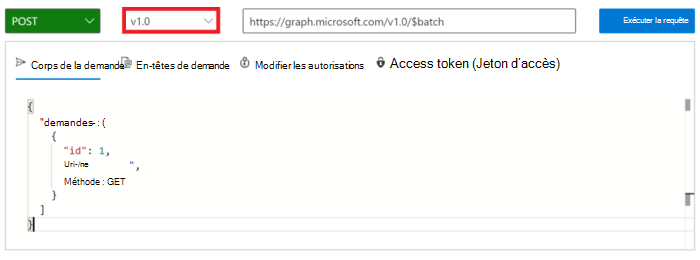 POST v1.0 https://graph.microsoft.com/v1.0/$batch Exécuter la requête
Corps de la demande En-têtes de demande Modifier les autorisations Access token (Jeton d'accès)
{
"demandes- : (
{
"id": 1,
Uri-/ne ",
Méthode : GET
}
]
}